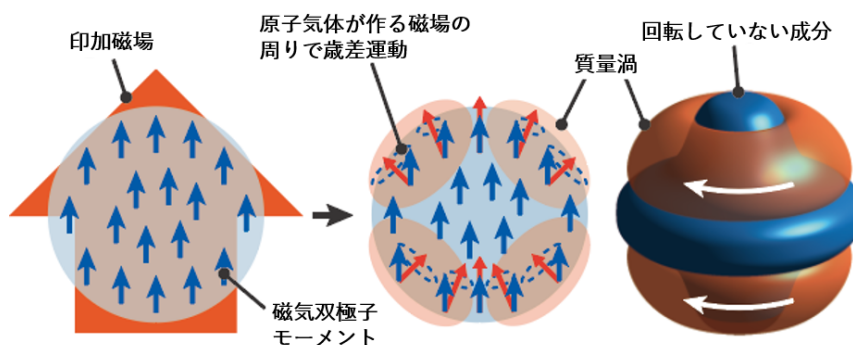 印加磁場
原子気体が作る磁場の
周りで歳差運動
回転していない成分
質量渦
磁気双極子
モーメント